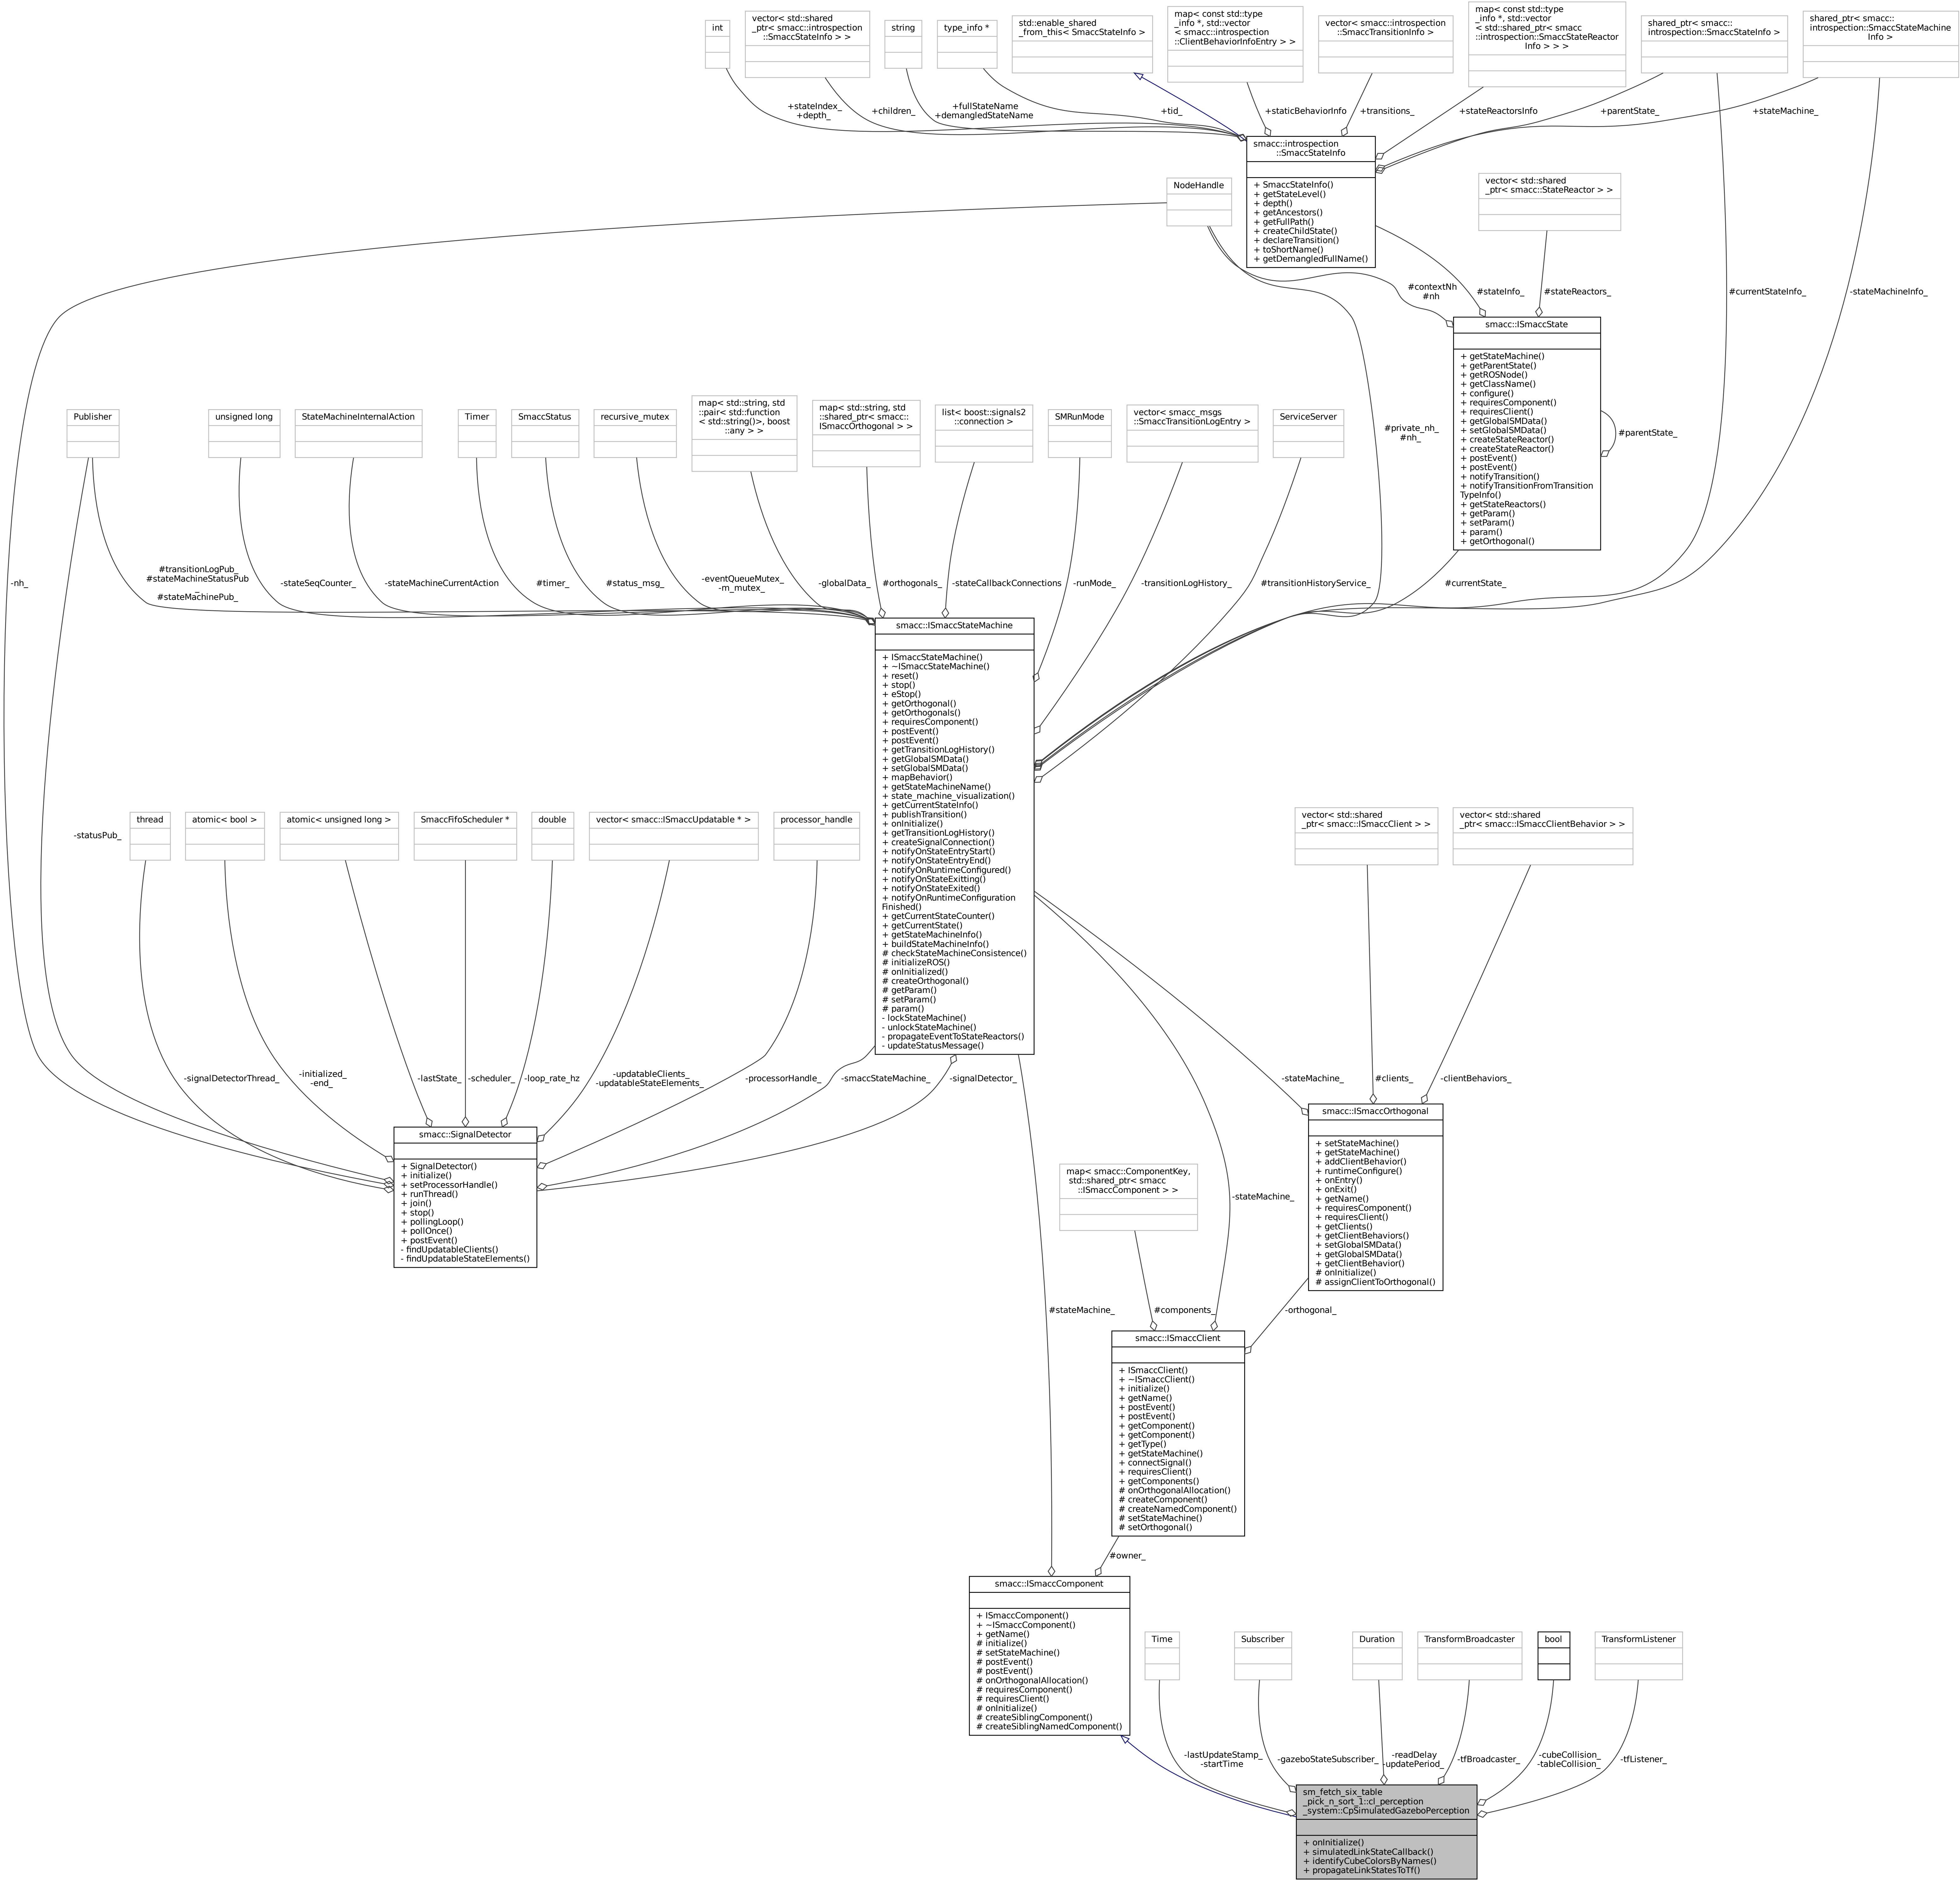 int
vector< std::shared
_ptr< smacc::introspection
::SmaccStateInfo > >
string
type_info *
std::enable_shared
_from_this< SmaccStateInfo >
map< const std::type
_info *, std::vector
< smacc::introspection
::ClientBehaviorInfoEntry > >
vector< smacc::introspection
::SmaccTransitionInfo >
map< const std::type
_info *, std::vector
< std::shared_ptr< smacc
::introspection::SmaccStateReactor
Info > > >
shared_ptr< smacc::
introspection::SmaccStateInfo >
shared_ptr< smacc::
introspection::SmaccStateMachine
Info >
+stateIndex_
+depth_
+children_
+fullStateName
+demangledStateName
+tid_
+staticBehaviorInfo
+transitions_
+stateReactorsInfo
+parentState_
+stateMachine_
smacc::introspection
::SmaccStateInfo
+ SmaccStateInfo()
+ getStateLevel()
+ depth()
+ getAncestors()
+ getFullPath()
+ createChildState()
+ declareTransition()
+ toShortName()
+ getDemangledFullName()
NodeHandle
vector< std::shared
_ptr< smacc::StateReactor > >
#contextNh
#nh
#stateInfo_
#stateReactors_
#currentStateInfo_
-stateMachineInfo_
smacc::ISmaccState
+ getStateMachine()
+ getParentState()
+ getROSNode()
+ getClassName()
+ configure()
+ requiresComponent()
+ requiresClient()
+ getGlobalSMData()
+ setGlobalSMData()
+ createStateReactor()
+ createStateReactor()
+ postEvent()
+ postEvent()
+ notifyTransition()
+ notifyTransitionFromTransition
TypeInfo()
+ getStateReactors()
+ getParam()
+ setParam()
+ param()
+ getOrthogonal()
#parentState_
Publisher
unsigned long
StateMachineInternalAction
Timer
SmaccStatus
recursive_mutex
map< std::string, std
::pair< std::function
< std::string()>, boost
::any > >
map< std::string, std
::shared_ptr< smacc::
ISmaccOrthogonal > >
list< boost::signals2
::connection >
SMRunMode
vector< smacc_msgs
::SmaccTransitionLogEntry >
ServiceServer
#private_nh_
#nh_
-nh_
#transitionLogPub_
#stateMachineStatusPub
_
#stateMachinePub_
-stateSeqCounter_
-stateMachineCurrentAction
#timer_
#status_msg_
-eventQueueMutex_
-m_mutex_
-globalData_
#orthogonals_
-stateCallbackConnections
-runMode_
-transitionLogHistory_
#transitionHistoryService_
#currentState_
smacc::ISmaccStateMachine
+ ISmaccStateMachine()
+ ~ISmaccStateMachine()
+ reset()
+ stop()
+ eStop()
+ getOrthogonal()
+ getOrthogonals()
+ requiresComponent()
+ postEvent()
+ postEvent()
+ getTransitionLogHistory()
+ getGlobalSMData()
+ setGlobalSMData()
+ mapBehavior()
+ getStateMachineName()
+ state_machine_visualization()
+ getCurrentStateInfo()
+ publishTransition()
+ onInitialize()
+ getTransitionLogHistory()
+ createSignalConnection()
+ notifyOnStateEntryStart()
+ notifyOnStateEntryEnd()
+ notifyOnRuntimeConfigured()
+ notifyOnStateExitting()
+ notifyOnStateExited()
+ notifyOnRuntimeConfiguration
Finished()
+ getCurrentStateCounter()
+ getCurrentState()
+ getStateMachineInfo()
+ buildStateMachineInfo()
# checkStateMachineConsistence()
# initializeROS()
# onInitialized()
# createOrthogonal()
# getParam()
# setParam()
# param()
- lockStateMachine()
- unlockStateMachine()
- propagateEventToStateReactors()
- updateStatusMessage()
-statusPub_
thread
atomic< bool >
atomic< unsigned long >
SmaccFifoScheduler *
double
vector< smacc::ISmaccUpdatable * >
processor_handle
vector< std::shared
_ptr< smacc::ISmaccClient > >
vector< std::shared
_ptr< smacc::ISmaccClientBehavior > >
-signalDetectorThread_
-initialized_
-end_
-lastState_
-scheduler_
-loop_rate_hz
-updatableClients_
-updatableStateElements_
-processorHandle_
-smaccStateMachine_
-signalDetector_
-stateMachine_
#clients_
-clientBehaviors_
smacc::SignalDetector
+ SignalDetector()
+ initialize()
+ setProcessorHandle()
+ runThread()
+ join()
+ stop()
+ pollingLoop()
+ pollOnce()
+ postEvent()
- findUpdatableClients()
- findUpdatableStateElements()
smacc::ISmaccOrthogonal
+ setStateMachine()
+ getStateMachine()
+ addClientBehavior()
+ runtimeConfigure()
+ onEntry()
+ onExit()
+ getName()
+ requiresComponent()
+ requiresClient()
+ getClients()
+ getClientBehaviors()
+ setGlobalSMData()
+ getGlobalSMData()
+ getClientBehavior()
# onInitialize()
# assignClientToOrthogonal()
map< smacc::ComponentKey,
std::shared_ptr< smacc
::ISmaccComponent > >
-stateMachine_
#stateMachine_
#components_
-orthogonal_
smacc::ISmaccClient
+ ISmaccClient()
+ ~ISmaccClient()
+ initialize()
+ getName()
+ postEvent()
+ postEvent()
+ getComponent()
+ getComponent()
+ getType()
+ getStateMachine()
+ connectSignal()
+ requiresClient()
+ getComponents()
# onOrthogonalAllocation()
# createComponent()
# createNamedComponent()
# setStateMachine()
# setOrthogonal()
#owner_
smacc::ISmaccComponent
+ ISmaccComponent()
+ ~ISmaccComponent()
+ getName()
# initialize()
# setStateMachine()
# postEvent()
# postEvent()
# onOrthogonalAllocation()
# requiresComponent()
# requiresClient()
# onInitialize()
# createSiblingComponent()
# createSiblingNamedComponent()
Time
Subscriber
Duration
TransformBroadcaster
bool
TransformListener
-lastUpdateStamp_
-startTime
-gazeboStateSubscriber_
-readDelay
-updatePeriod_
-tfBroadcaster_
-cubeCollision_
-tableCollision_
-tfListener_
sm_fetch_six_table
_pick_n_sort_1::cl_perception
_system::CpSimulatedGazeboPerception
+ onInitialize()
+ simulatedLinkStateCallback()
+ identifyCubeColorsByNames()
+ propagateLinkStatesToTf()